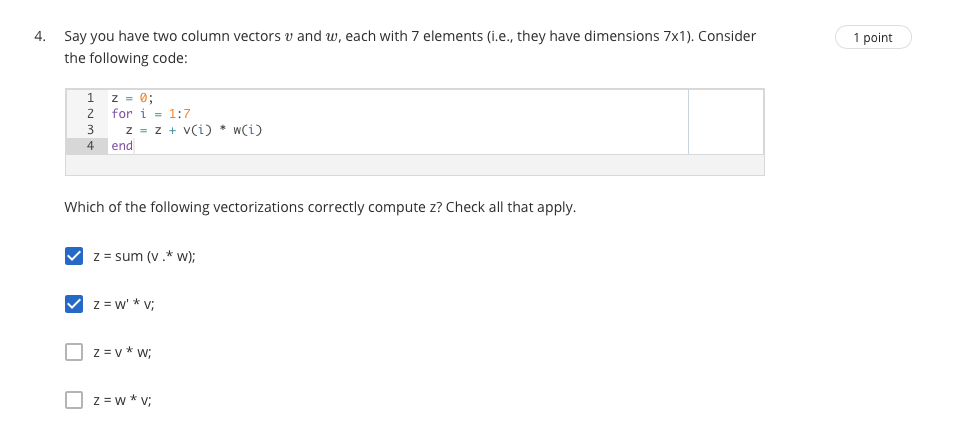 4. Say you have two column vectors v and w, each with 7 elements (i.e., they have dimensions 7x1). Consider
1 point
the following code:
1 z = 0;
2 for i = 1:7
3 z = z + v(i) * w(i)
4 end
Which of the following vectorizations correctly compute z? Check all that apply.
z = sum (v .* w);
z = w' * v;
z = v * w;
z = w * v;